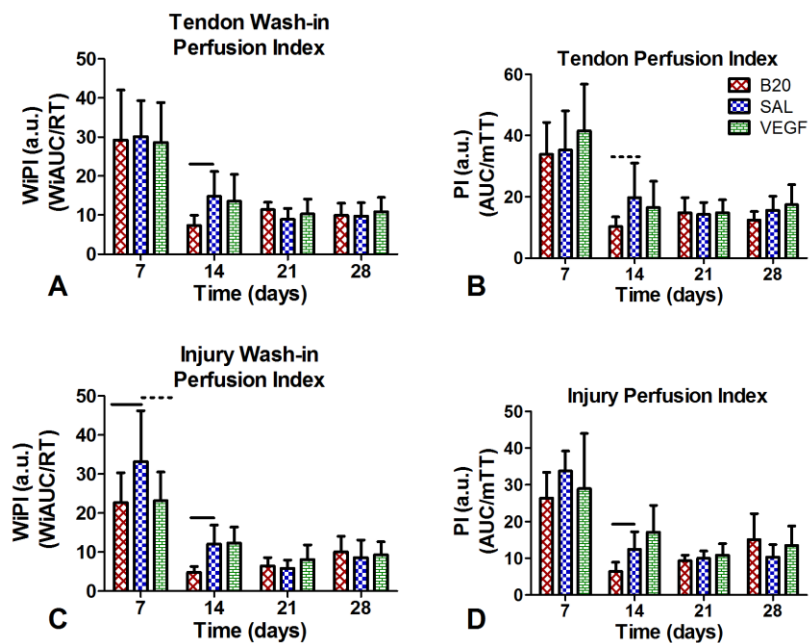 Tendon Wash-in
Perfusion Index
WiPI (a.u.)
(WiAUC/RT)
50
40
30
20
10
0
7 14 21 28
A
Time (days)
Tendon Perfusion Index
B20
SAL
VEGF
PI (a.u.)
(AUC/mTT)
60
40
20
0
7 14 21 28
B
Time (days)
Injury Wash-in
Perfusion Index
WiPI (a.u.)
(WiAUC/RT)
50
40
30
20
10
0
7 14 21 28
C
Time (days)
Injury Perfusion Index
PI (a.u.)
(AUC/mTT)
50
40
30
20
10
0
7 14 21 28
D
Time (days)